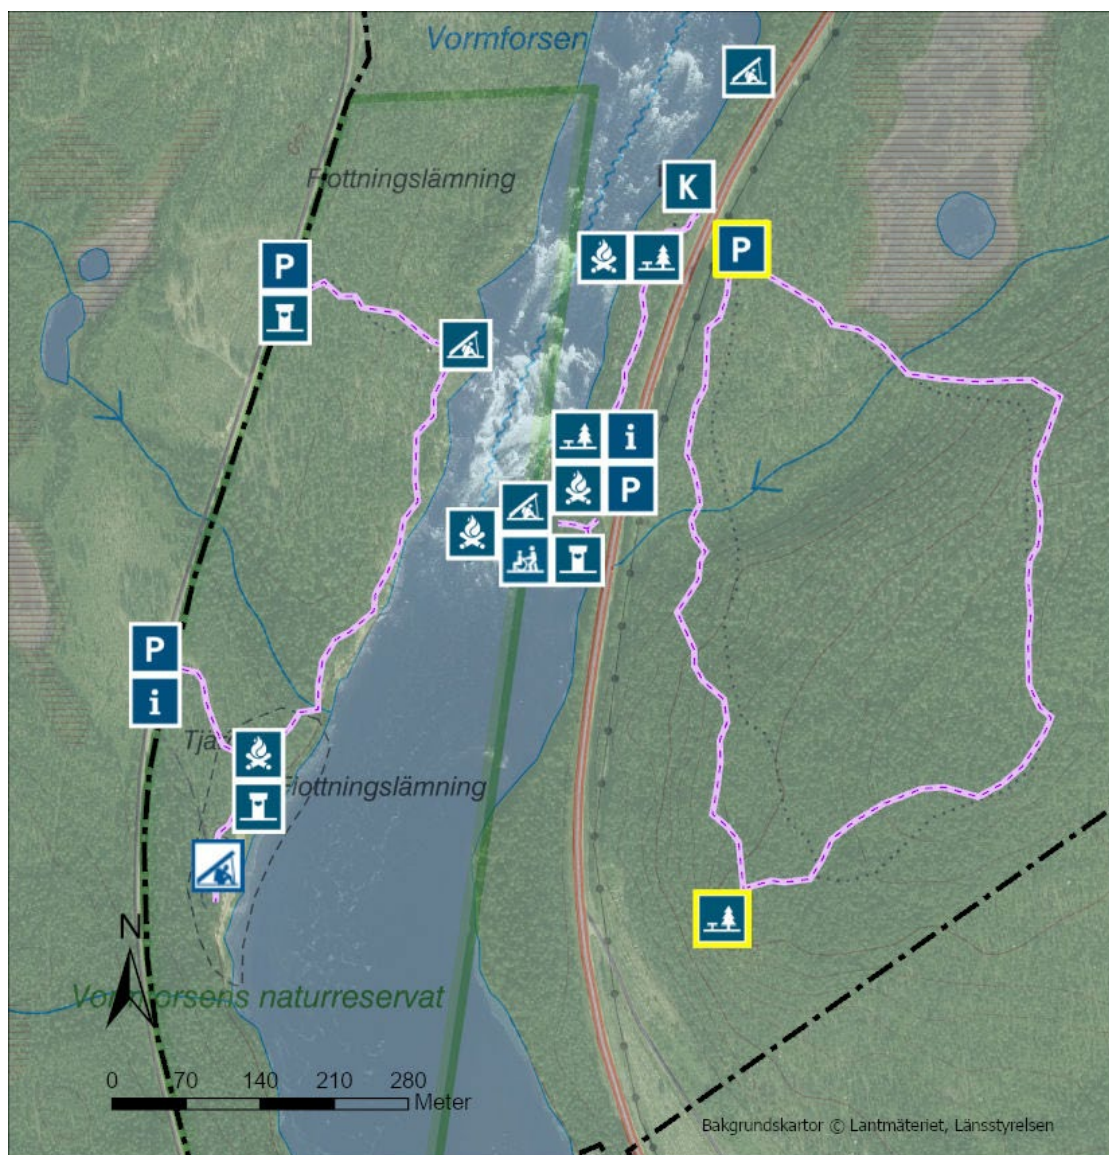 Vormforsen
Flottningslämning
K
P
P
i
P
P
i
Flottningslämning
N
Vormforsens naturreservat
0 70 140 210 280
Meter
Bakgrundskartor © Lantmäteriet, Länsstyrelsen